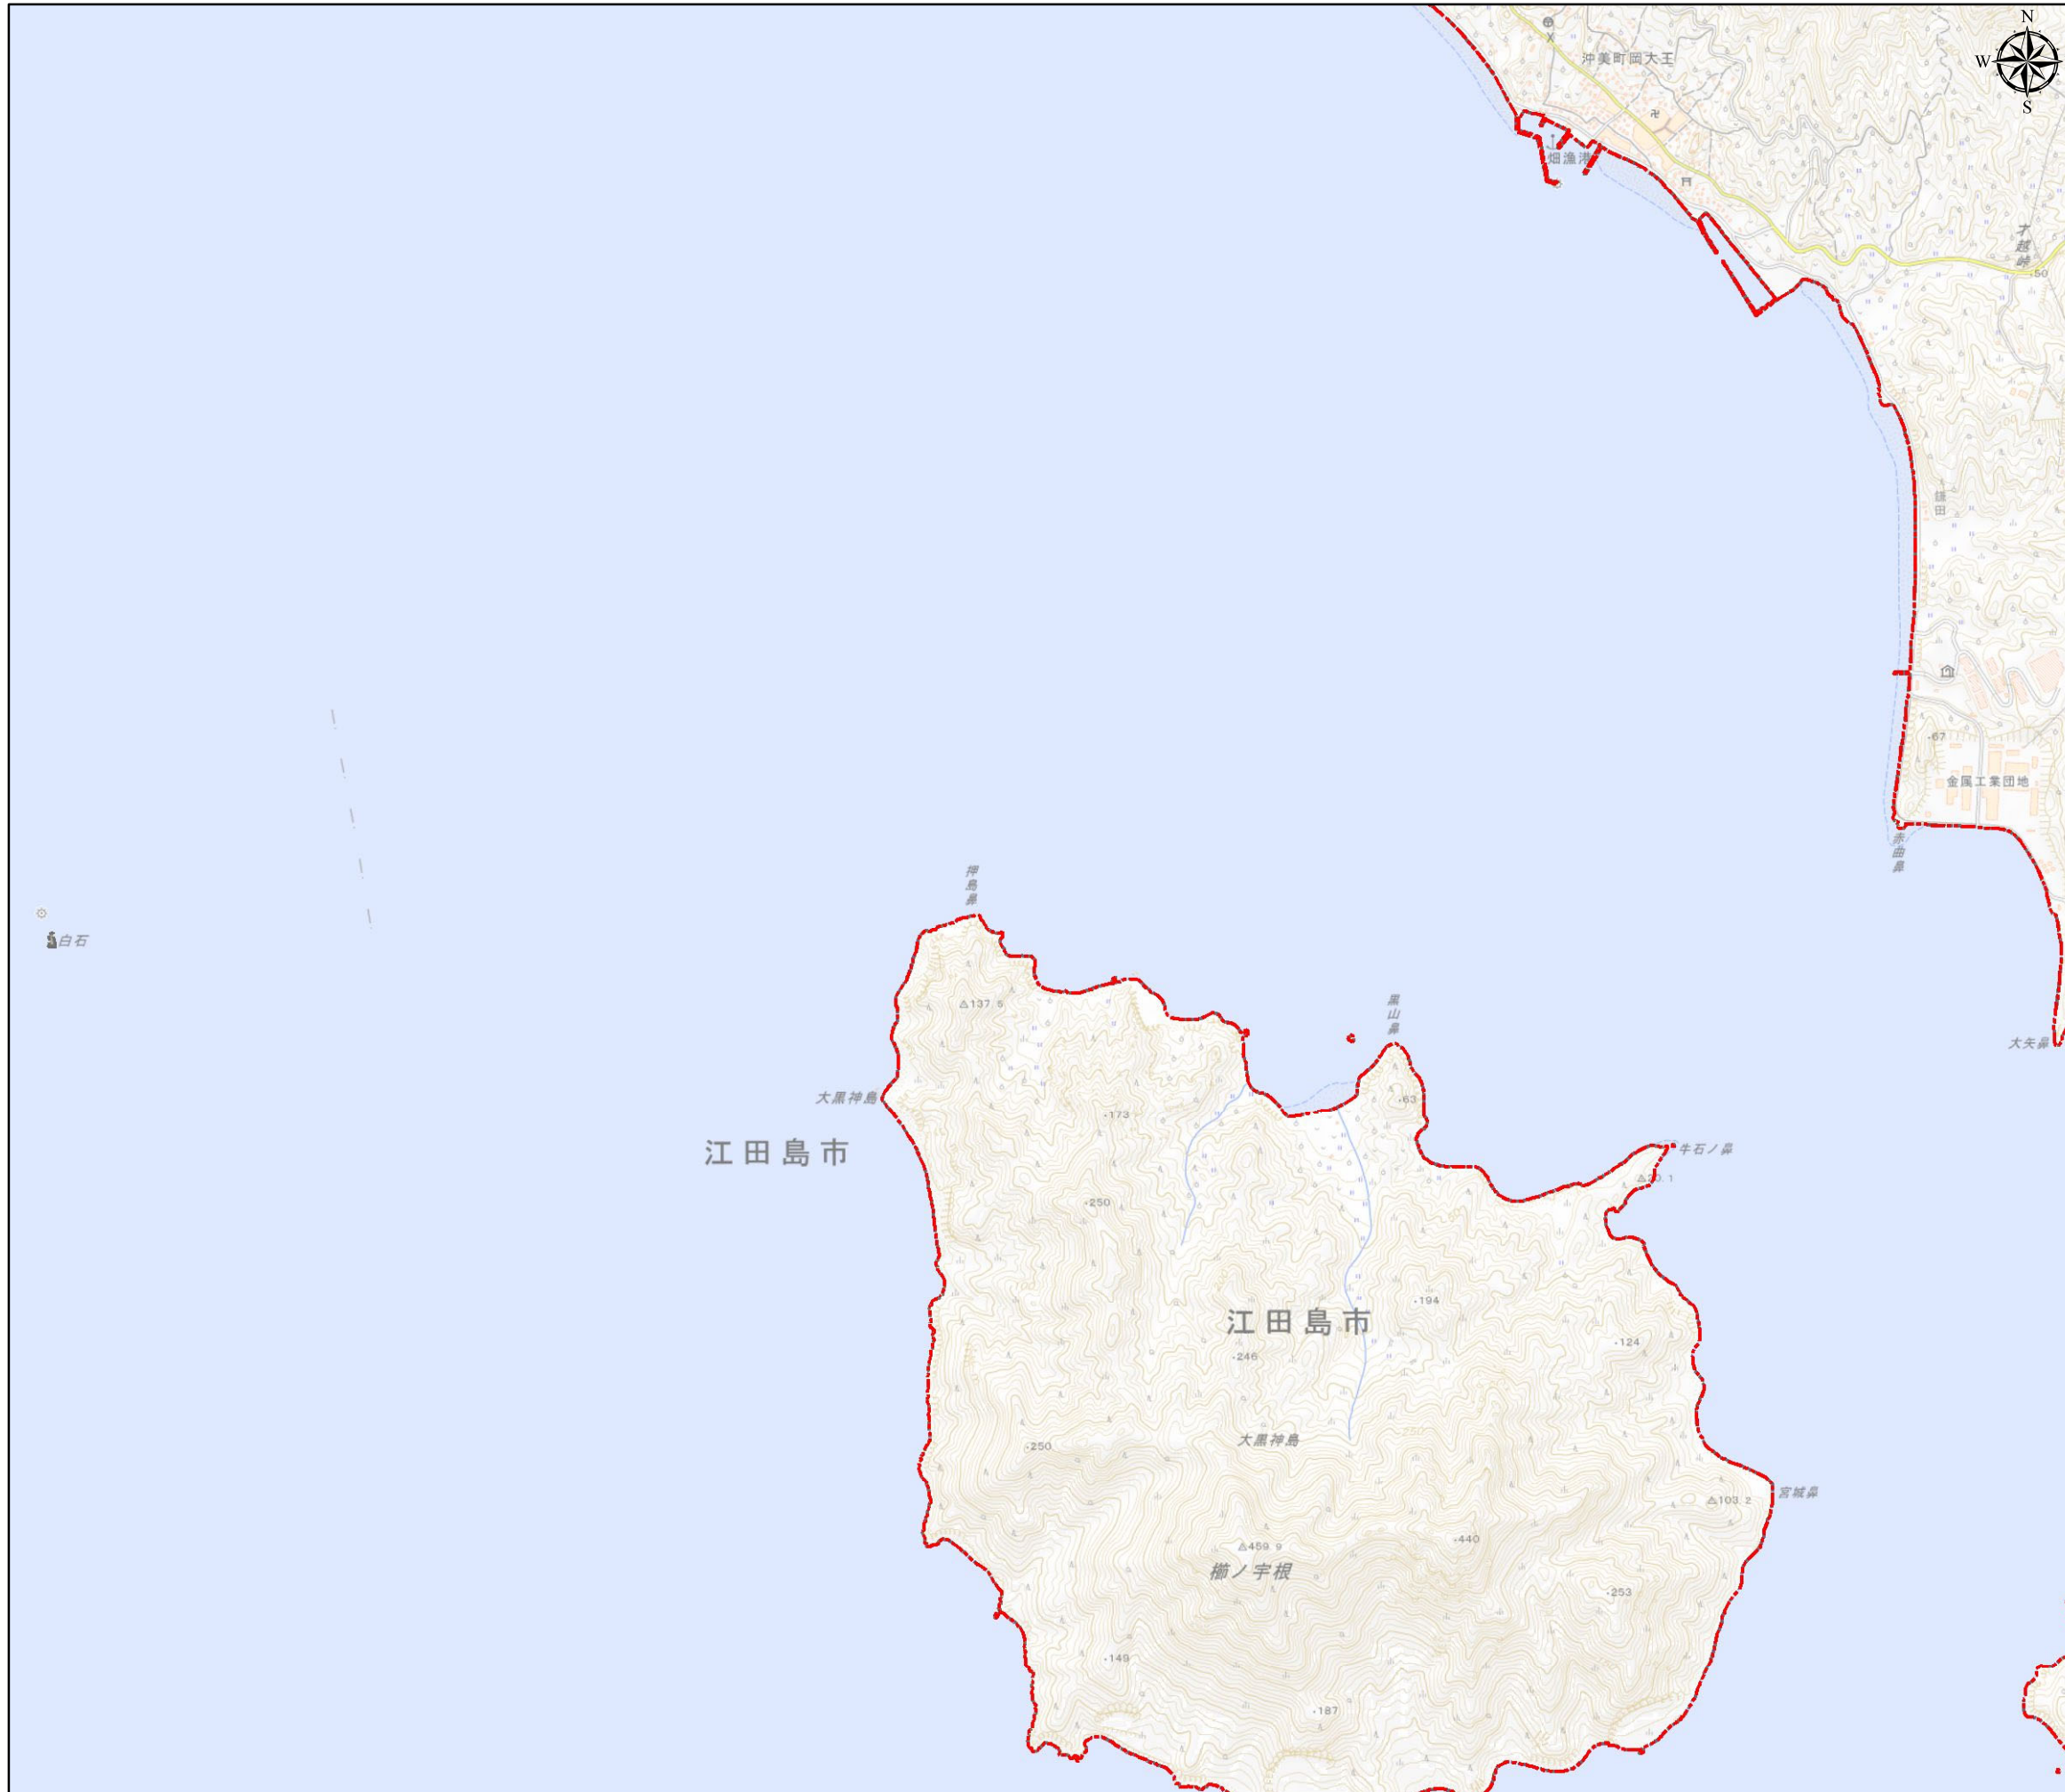 N
W
S
沖美町岡大王
畑漁港
才越峠
50
鎌田
67
金属工業団地
赤曲鼻
押島鼻
白石
137.5
黒山鼻
大矢鼻
大黒神島
63
173
江田島市
牛石ノ鼻
20.1
250
194
江田島市
124
246
250
大黒神島
250
宮城鼻
103.2
440
459.9
櫛ノ宇根
253
149
187